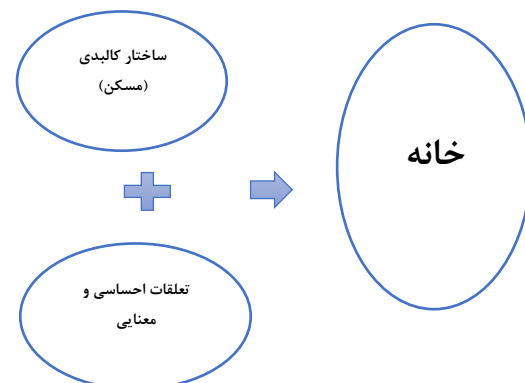 ساختار کالبدی
(مسکن)
خانه
تعلقات احساسی و
معنایی